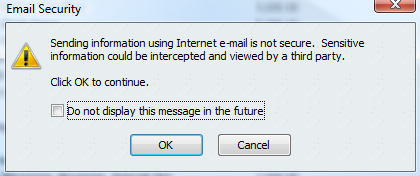 Email Security
Sending information using Internet e-mail is not secure.  Sensitive
information could be intercepted and viewed by a third party.
Click OK to continue.
Do not display this message in the future
OK
Cancel